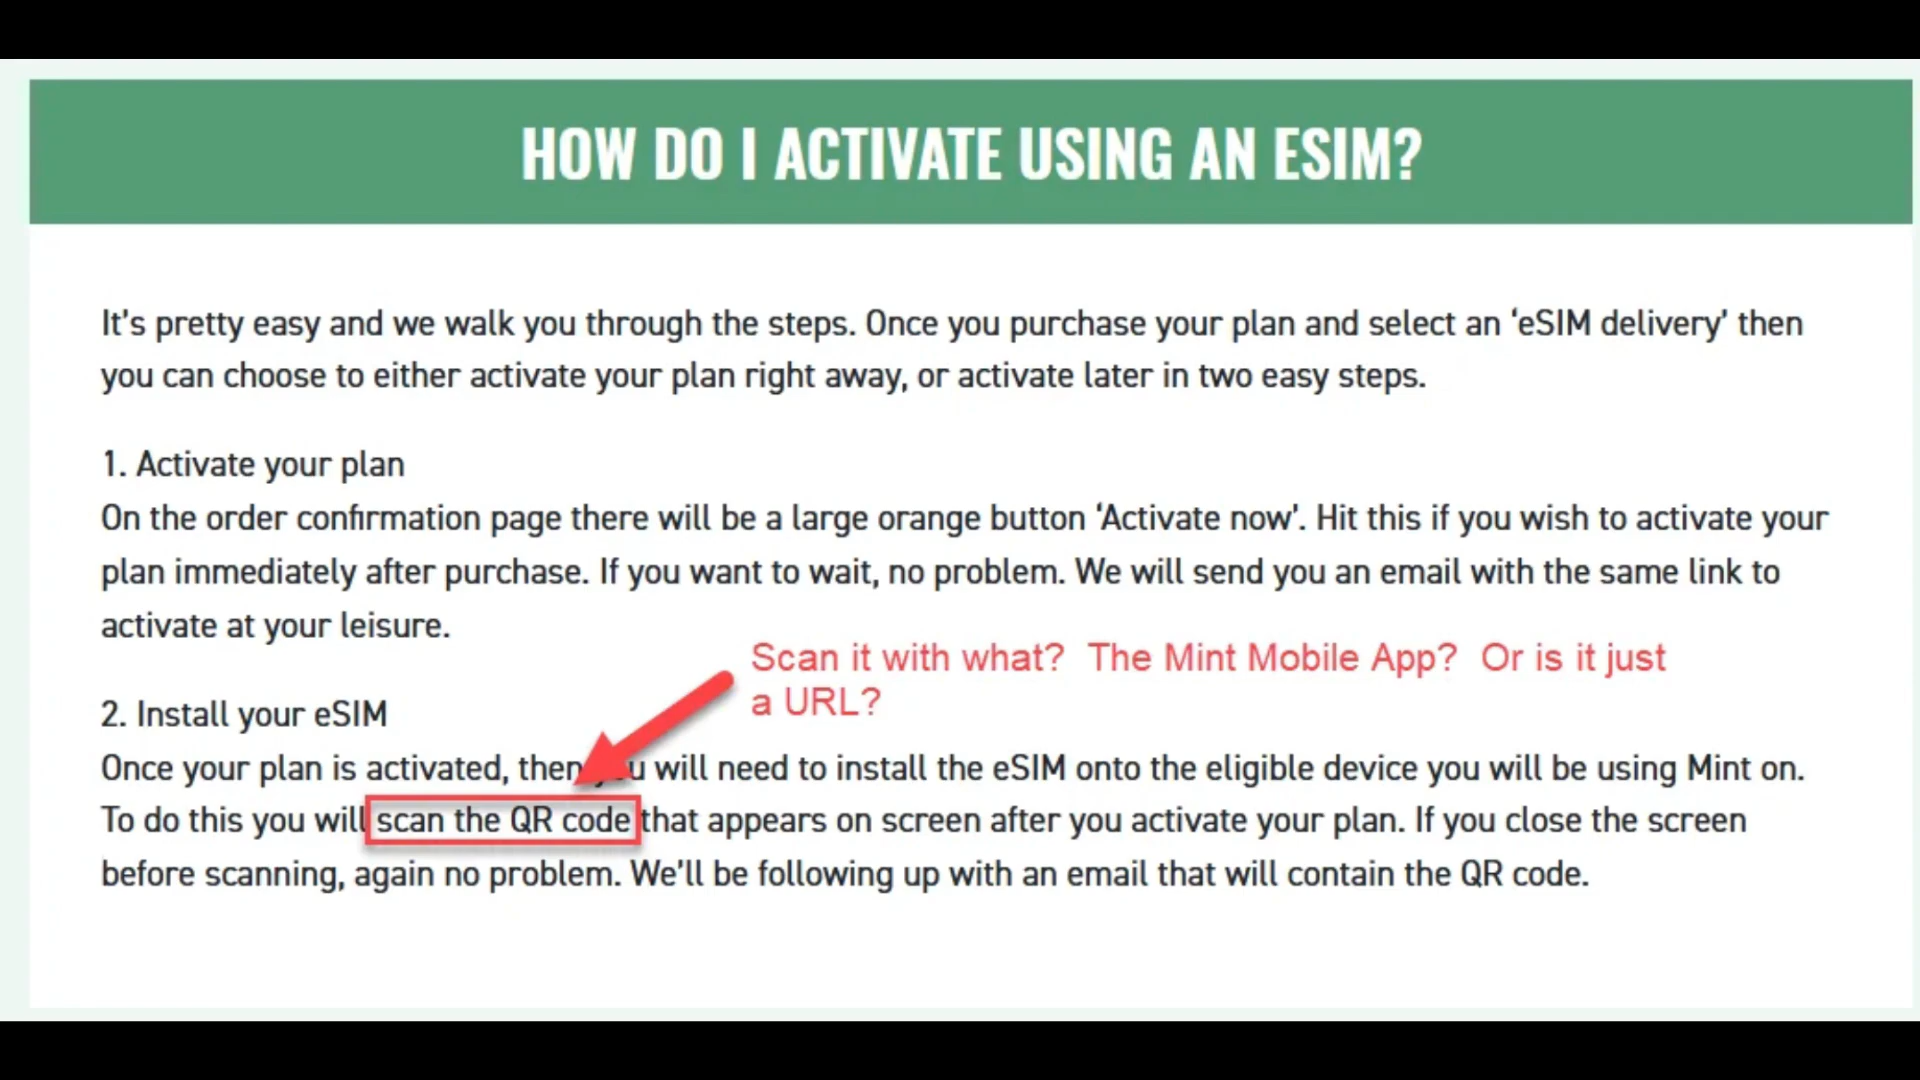 HOW DO I ACTIVATE USING AN ESIM?
It's pretty easy and we walk you through the steps. Once you purchase your plan and select an ‘eSIM delivery’ then
you can choose to either activate your plan right away, or activate later in two easy steps.
1. Activate your plan
On the order confirmation page there will be a large orange button ‘Activate now’. Hit this if you wish to activate your
plan immediately after purchase. If you want to wait, no problem. We will send you an email with the same link to
activate at your leisure.
Scan it with what? The Mint Mobile App? Or is it just
a URL?
2. Install your eSIM
Once your plan is activated, then you will need to install the eSIM onto the eligible device you will be using Mint on.
To do this you will scan the QR code that appears on screen after you activate your plan. If you close the screen
before scanning, again no problem. We'll be following up with an email that will contain the QR code.